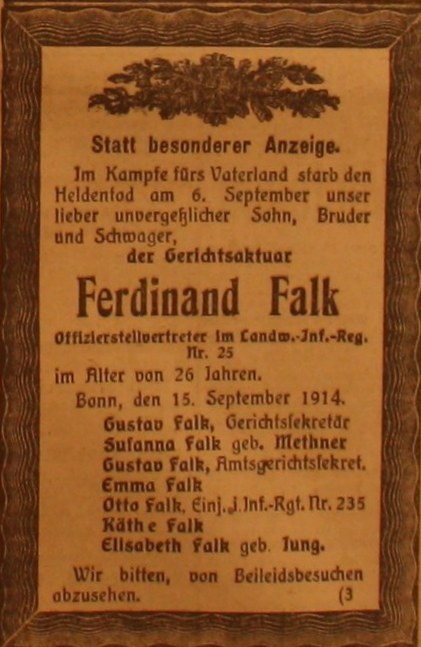 Statt besonderer Anzeige.
Im Kampfe fürs Vaterland starb den
Heldentod am 6. September unser
lieber unvergeßlicher Sohn, Bruder
und Schwager,
der Gerichtsaktuar
Ferdinand Falk
Offizierstellvertreter im Landw.-Inf.-Reg.
Nr. 25
im Alter von 26 Jahren.
Bonn, den 15. September 1914.
Gustav Falk, Gerichtssekretär
Susanna Falk geb. Methner
Gustav Falk, Amtsgerichtssekret.
Emma Falk
Otto Falk, Einj. i. Inf.-Rgt. Nr. 235
Käthe Falk
Elisabeth Falk geb. Jung.
Wir bitten, von Beileidsbesuchen
abzusehen. (3